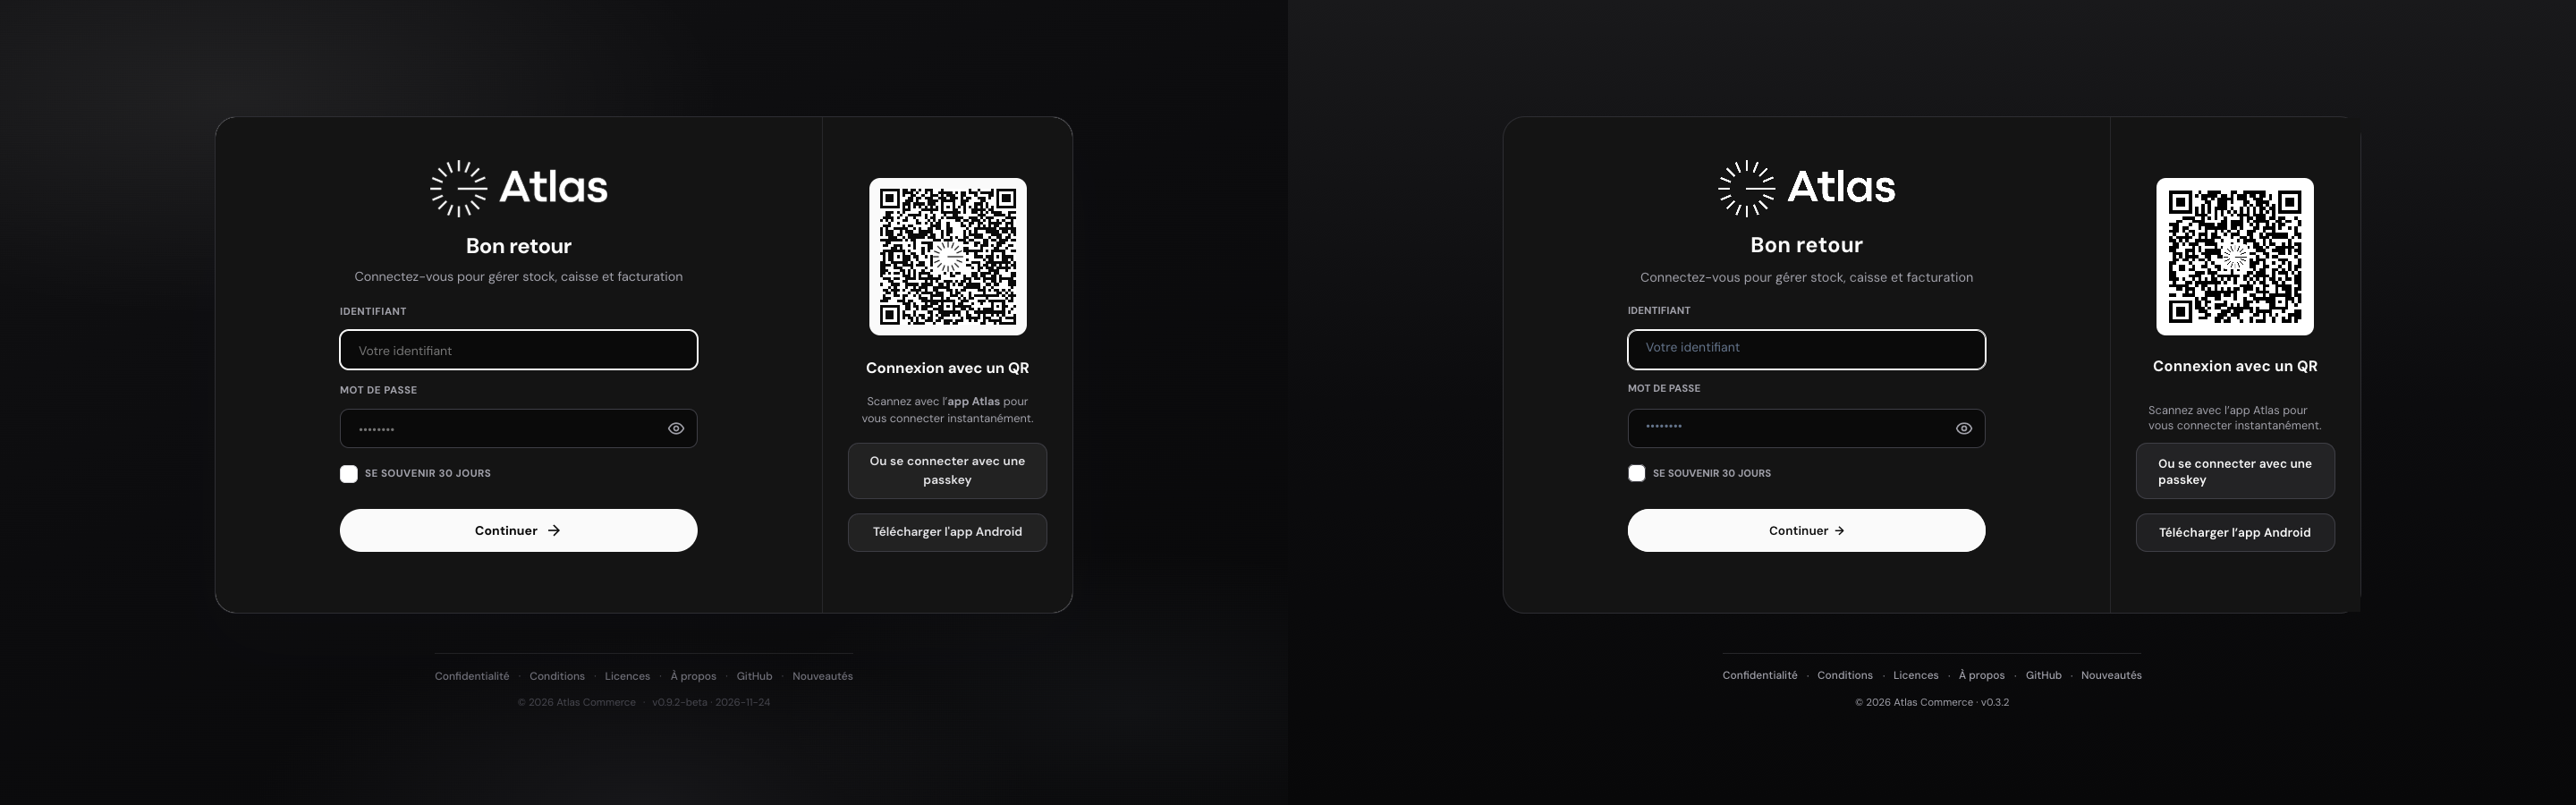 Atlas
Bon retour
Connectez-vous pour gérer stock, caisse et facturation
IDENTIFIANT
Votre identifiant
MOT DE PASSE
••••••••
SE SOUVENIR 30 JOURS
Continuer →
Connexion avec un QR
Scannez avec l'app Atlas pour
vous connecter instantanément.
Ou se connecter avec une
passkey
Télécharger l'app Android
Confidentialité · Conditions · Licences · À propos · GitHub · Nouveautés
© 2026 Atlas Commerce · v0.9.2-beta · 2026-11-24
Atlas
Bon retour
Connectez-vous pour gérer stock, caisse et facturation
IDENTIFIANT
Votre identifiant
MOT DE PASSE
••••••••
SE SOUVENIR 30 JOURS
Continuer →
Connexion avec un QR
Scannez avec l’app Atlas pour
vous connecter instantanément.
Ou se connecter avec une
passkey
Télécharger l’app Android
Confidentialité · Conditions · Licences · À propos · GitHub · Nouveautés
© 2026 Atlas Commerce · v0.3.2